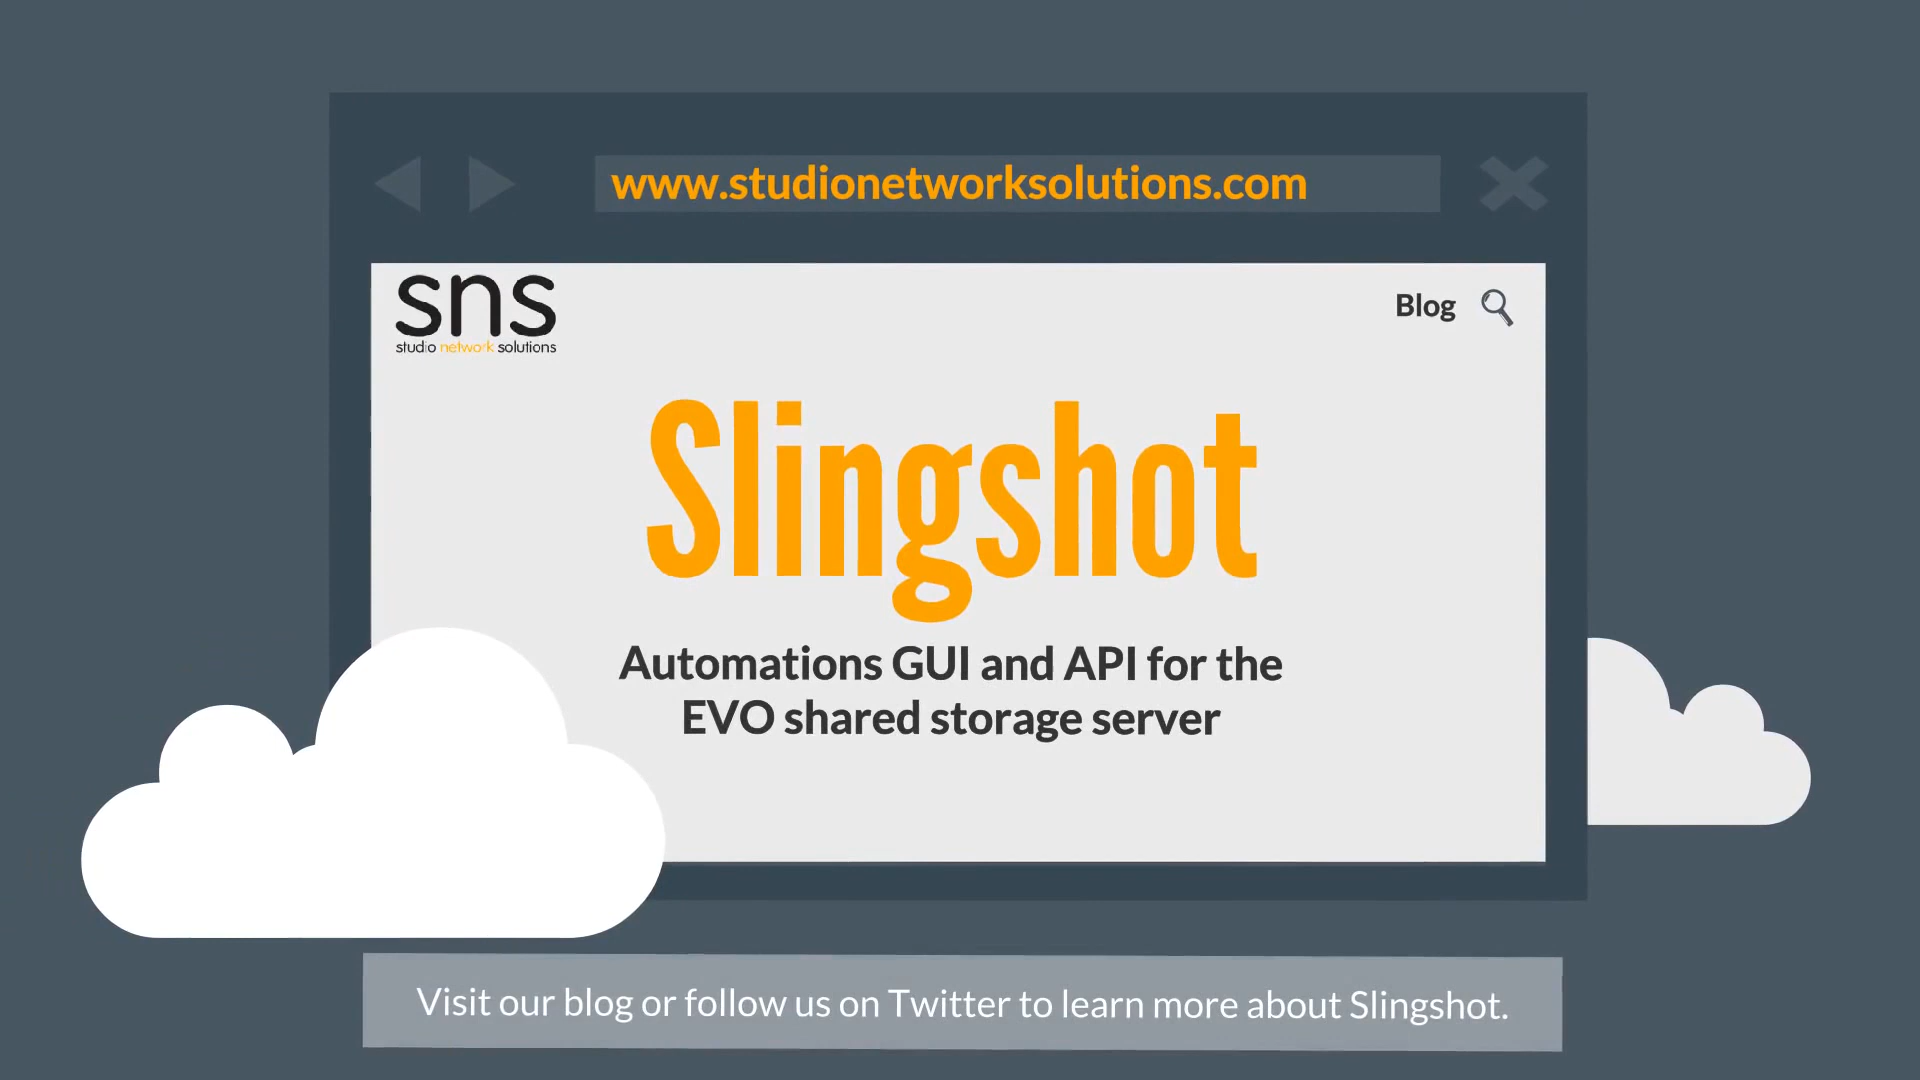 www.studionetworksolutions.com
sns
studio network solutions
Blog
Slingshot
Automations GUI and API for the
EVO shared storage server
Visit our blog or follow us on Twitter to learn more about Slingshot.